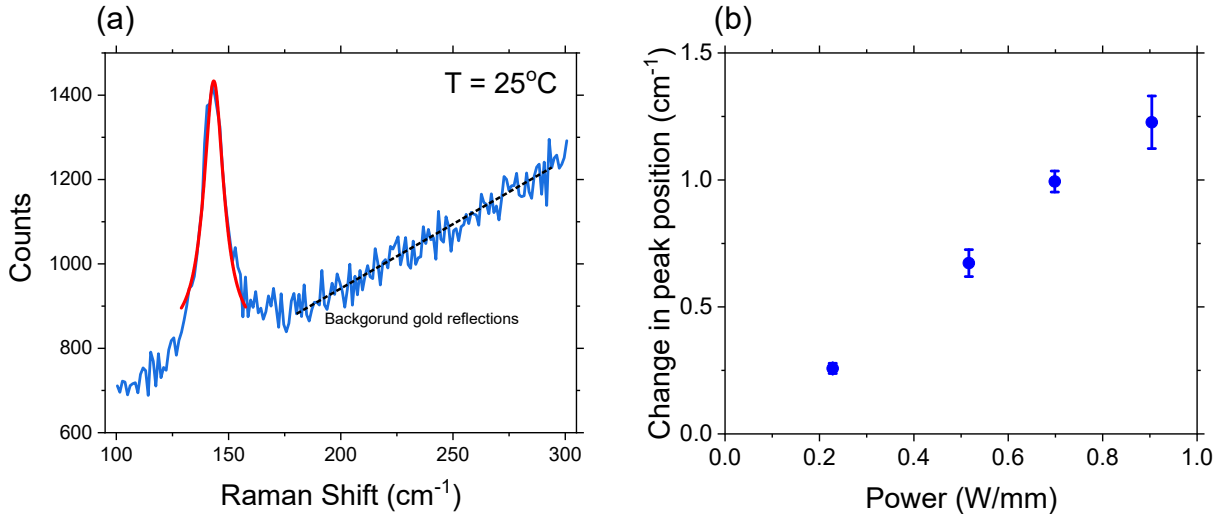 (a)
T = 25°C
1400
1200
1000
800
600
Counts
Backgorund gold reflections
100 150 200 250 300
Raman Shift (cm⁻¹)
(b)
1.5
1.0
0.5
0.0
Change in peak position (cm⁻¹)
0.0 0.2 0.4 0.6 0.8 1.0
Power (W/mm)